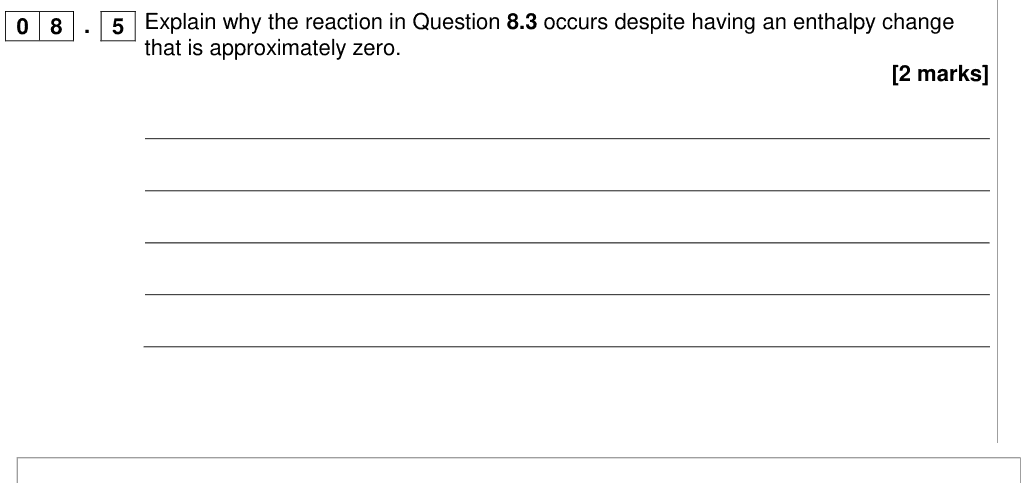 0 8 . 5 Explain why the reaction in Question 8.3 occurs despite having an enthalpy change
that is approximately zero.
[2 marks]